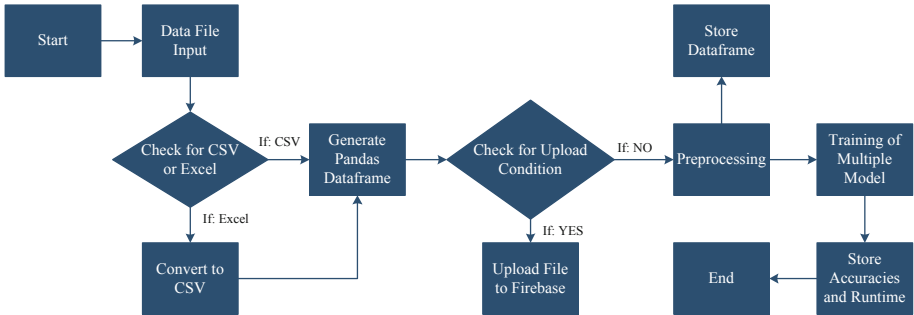 Start
Data File
Input
Check for CSV
or Excel
If: CSV
If: Excel
Convert to
CSV
Generate
Pandas
Dataframe
Check for Upload
Condition
If: YES
Upload File
to Firebase
If: NO
Preprocessing
Store
Dataframe
Training of
Multiple
Model
Store
Accuracies
and Runtime
End